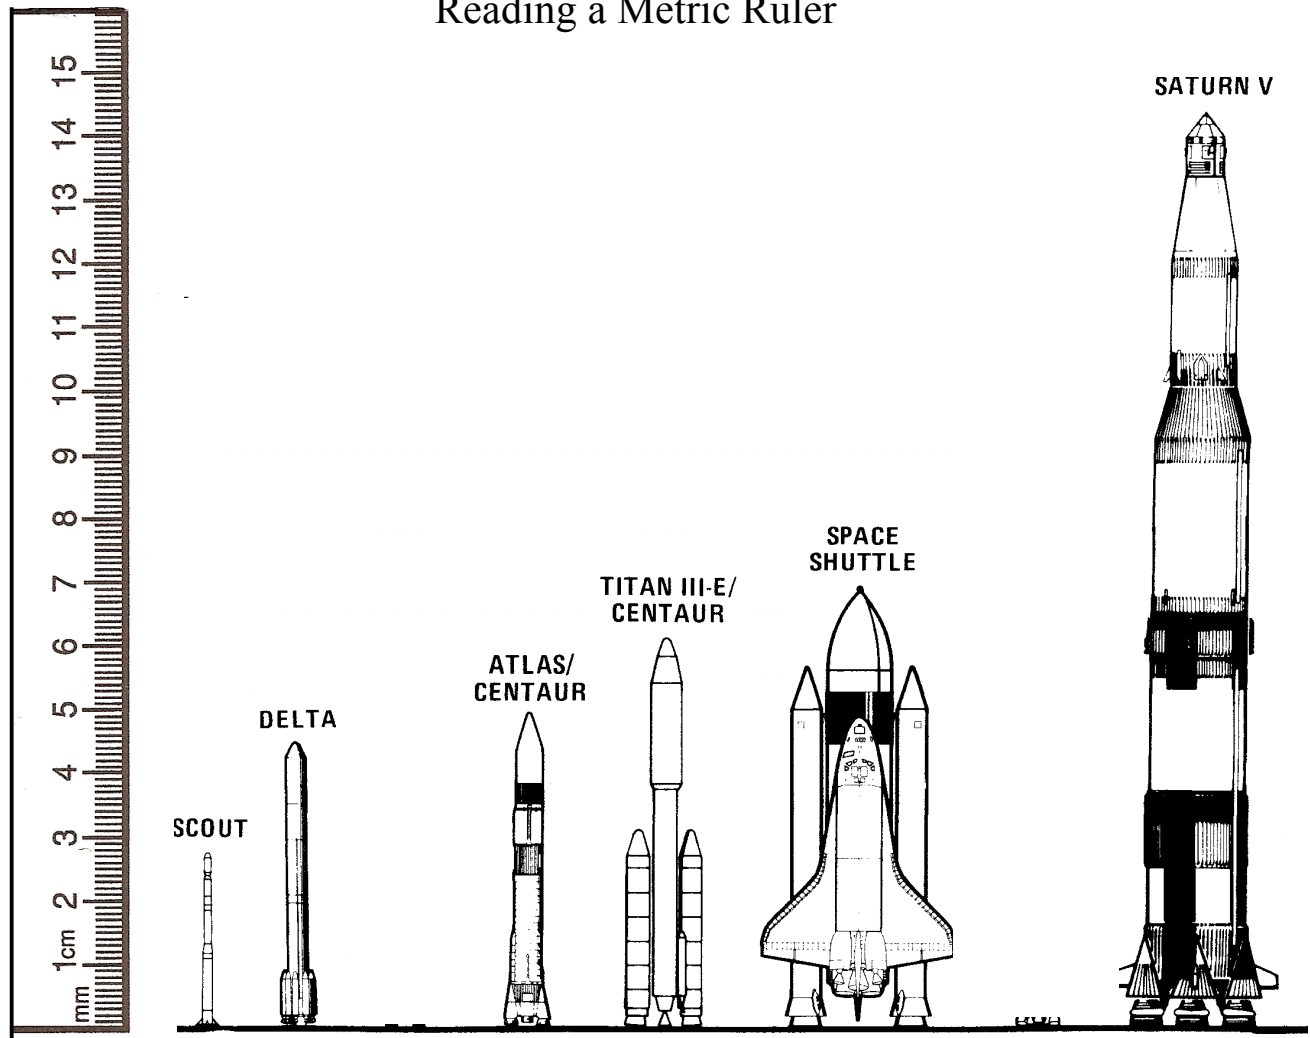 Reading a Metric Ruler
15
14
13
12
11
10
9
8
7
6
5
4
3
2
1cm
mm
SCOUT
DELTA
ATLAS/
CENTAUR
TITAN III-E/
CENTAUR
SPACE
SHUTTLE
SATURN V